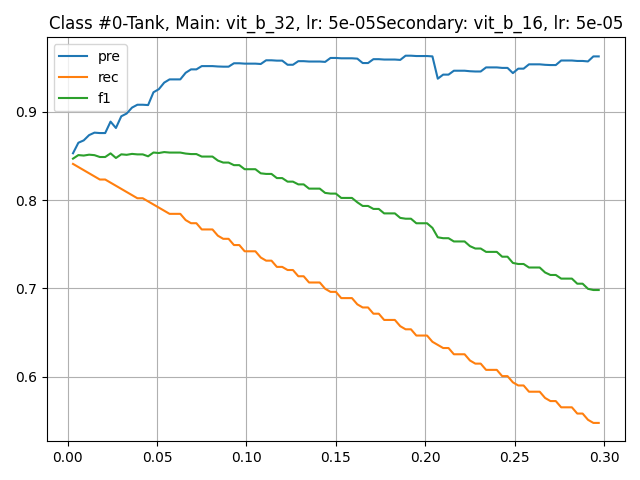 Class #0-Tank, Main: vit_b_32, lr: 5e-05Secondary: vit_b_16, lr: 5e-05
pre
rec
f1
0.9
0.8
0.7
0.6
0.00 0.05 0.10 0.15 0.20 0.25 0.30